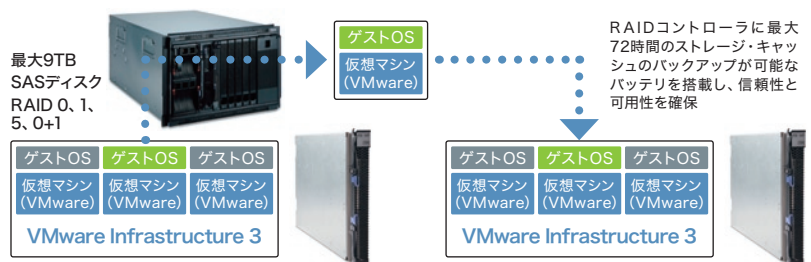 最大9TB
SASディスク
RAID 0、1、
5、0+1
ゲストOS
仮想マシン
(VMware)
RAIDコントローラに最大
72時間のストレージ・キャッ
シュのバックアップが可能な
バッテリを搭載し、信頼性と
可用性を確保
ゲストOS ゲストOS ゲストOS
仮想マシン 仮想マシン 仮想マシン
(VMware) (VMware) (VMware)
VMware Infrastructure 3
ゲストOS ゲストOS ゲストOS
仮想マシン 仮想マシン 仮想マシン
(VMware) (VMware) (VMware)
VMware Infrastructure 3